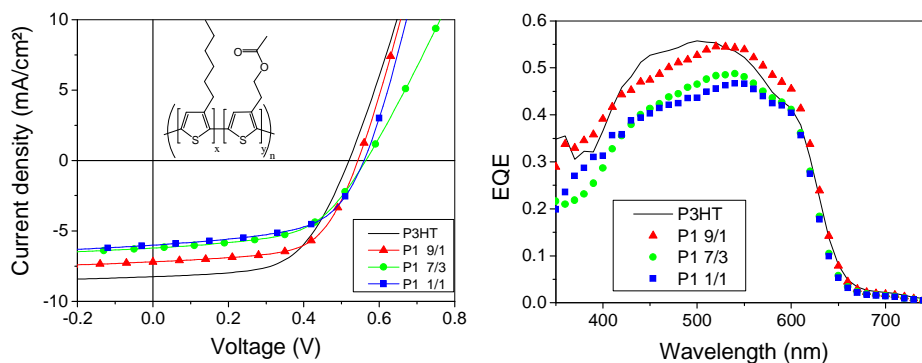 Current density (mA/cm²)
10
5
0
-5
-10
-0.2
0.0
0.2
0.4
0.6
0.8
Voltage (V)
O
O
S
x
S
y
n
P3HT
P1 9/1
P1 7/3
P1 1/1
EQE
0.6
0.5
0.4
0.3
0.2
0.1
0.0
400
500
600
700
Wavelength (nm)
P3HT
P1 9/1
P1 7/3
P1 1/1